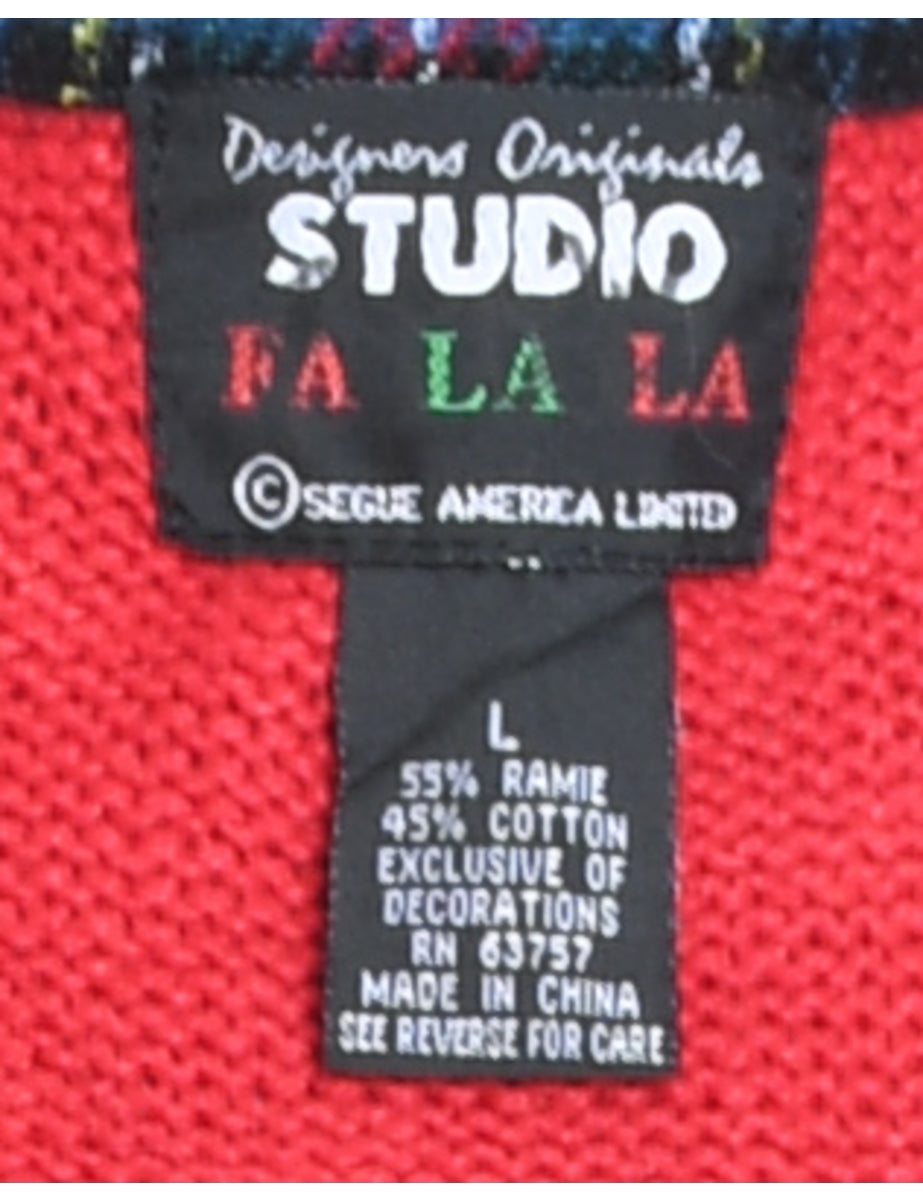 Designers Originals
STUDIO
FA LA LA
©SEGUE AMERICA LIMITED
L
55% RAMIE
45% COTTON
EXCLUSIVE OF
DECORATIONS
RN 63757
MADE IN CHINA
SEE REVERSE FOR CARE